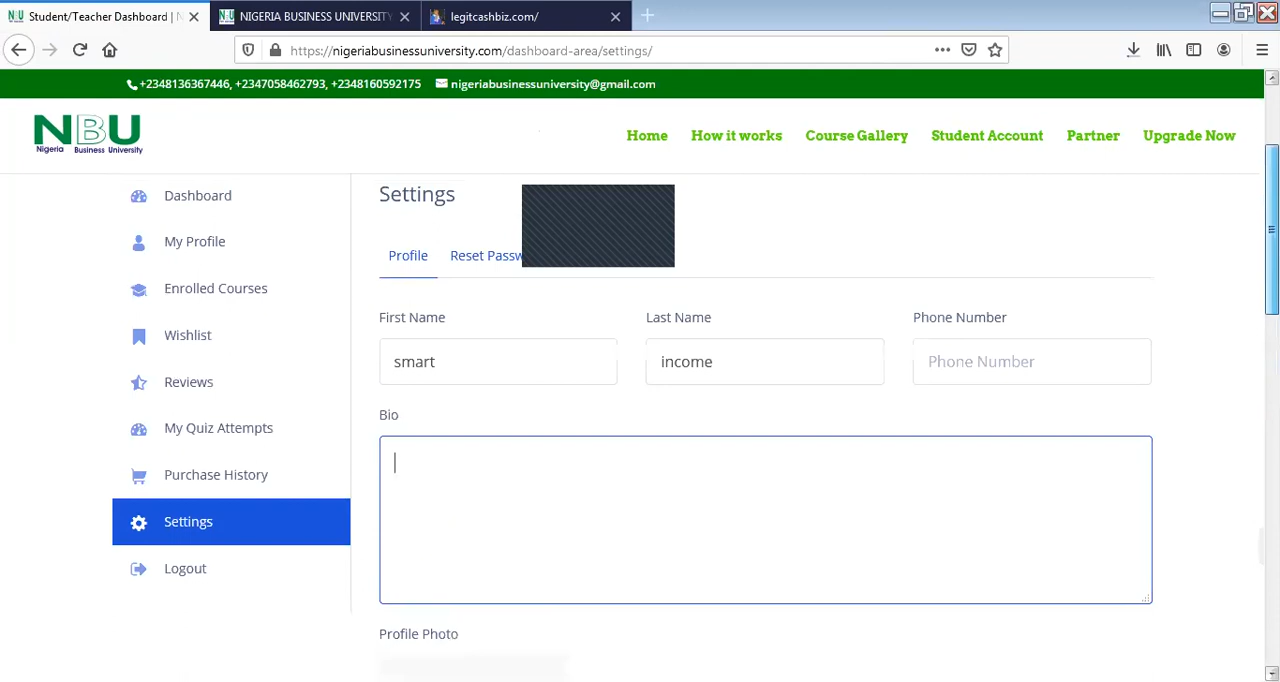 Student/Teacher Dashboard | N
NIGERIA BUSINESS UNIVERSITY
legitcashbiz.com/
https://nigeriabusinessuniversity.com/dashboard-area/settings/
+2348136367446, +2347058462793, +2348160592175
nigeriabusinessuniversity@gmail.com
NBU
Nigeria Business University
Home
How it works
Course Gallery
Student Account
Partner
Upgrade Now
Dashboard
My Profile
Enrolled Courses
Wishlist
Reviews
My Quiz Attempts
Purchase History
Settings
Logout
Settings
Profile
Reset Passw
First Name
Last Name
Phone Number
smart
income
Phone Number
Bio
Profile Photo